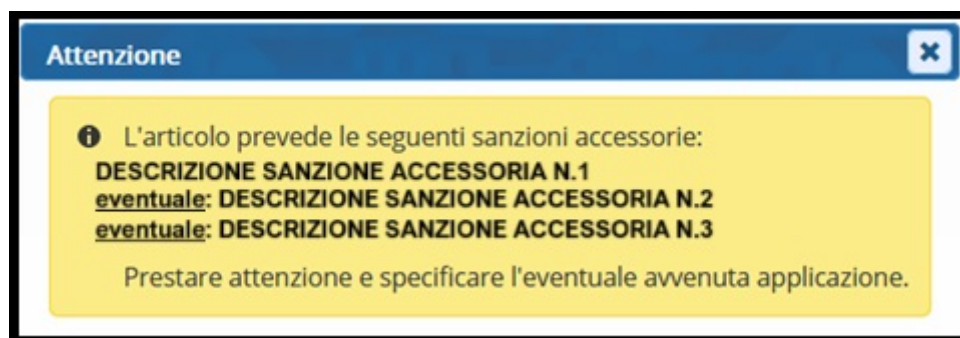 Attenzione
L'articolo prevede le seguenti sanzioni accessorie:
DESCRIZIONE SANZIONE ACCESSORIA N.1
eventuale: DESCRIZIONE SANZIONE ACCESSORIA N.2
eventuale: DESCRIZIONE SANZIONE ACCESSORIA N.3
Prestare attenzione e specificare l'eventuale avvenuta applicazione.